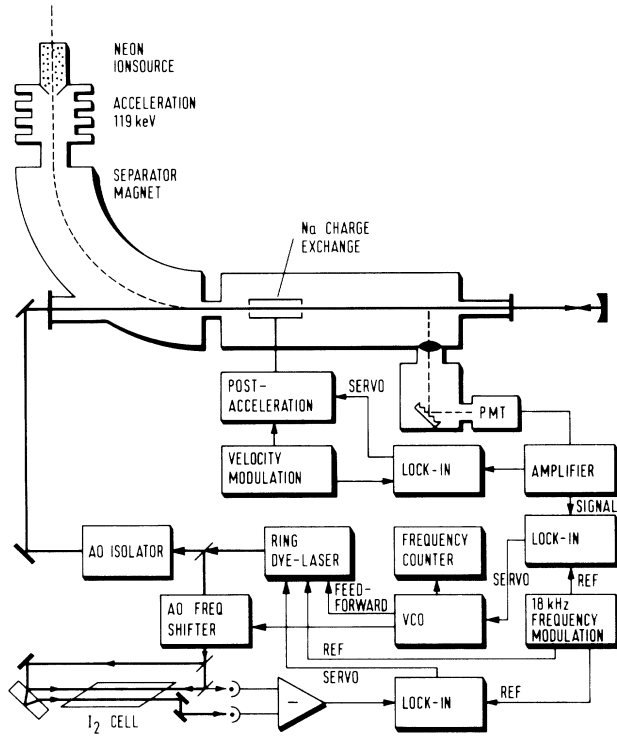 NEON
IONSOURCE
ACCELERATION
119 keV
SEPARATOR
MAGNET
Na CHARGE
EXCHANGE
POST-
ACCELERATION
SERVO
PMT
VELOCITY
MODULATION
LOCK-IN
AMPLIFIER
SIGNAL
AO ISOLATOR
RING
DYE-LASER
FREQUENCY
COUNTER
LOCK-IN
SERVO
REF
FEED-
FORWARD
AO FREQ
SHIFTER
VCO
18 kHz
FREQUENCY
MODULATION
REF
SERVO
I2 CELL
−
LOCK-IN
REF